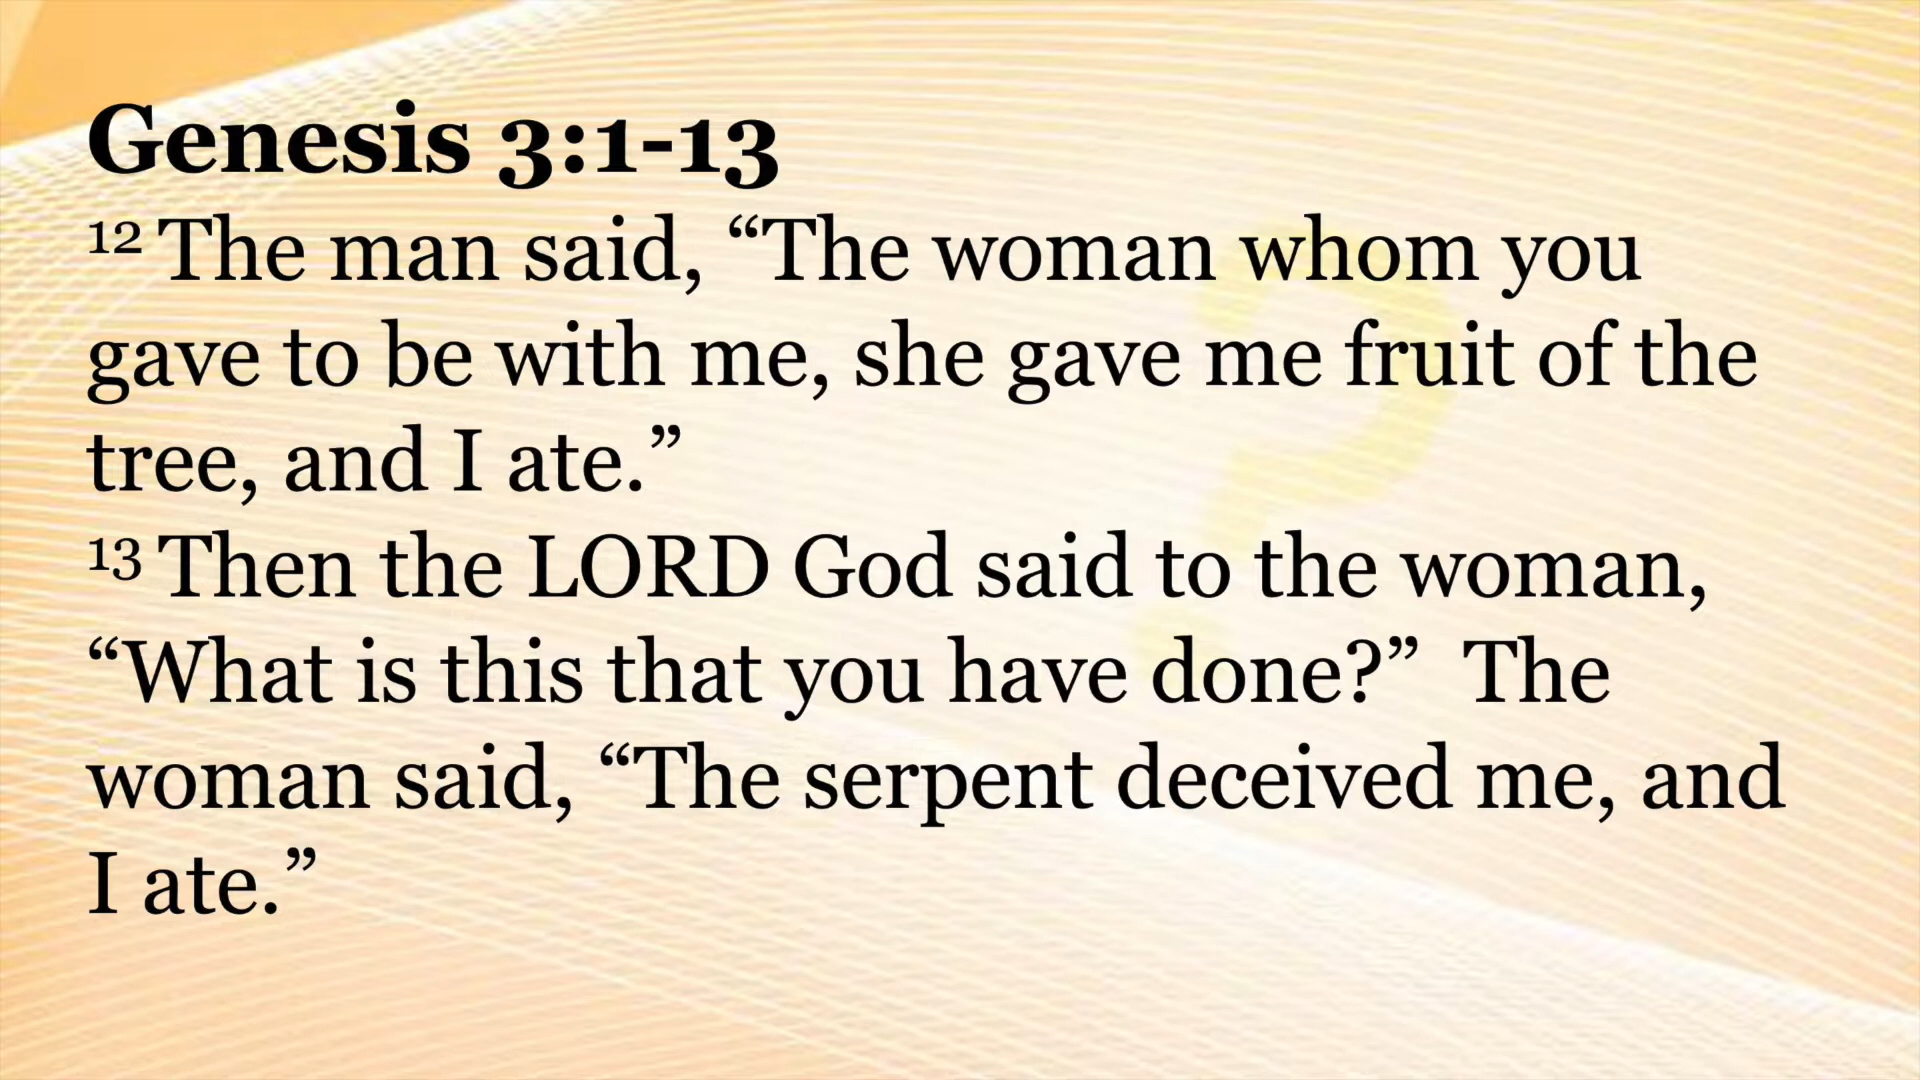 Genesis 3:1-13
12 The man said, “The woman whom you
gave to be with me, she gave me fruit of the
tree, and I ate.”
13 Then the LORD God said to the woman,
“What is this that you have done?”  The
woman said, “The serpent deceived me, and
I ate.”